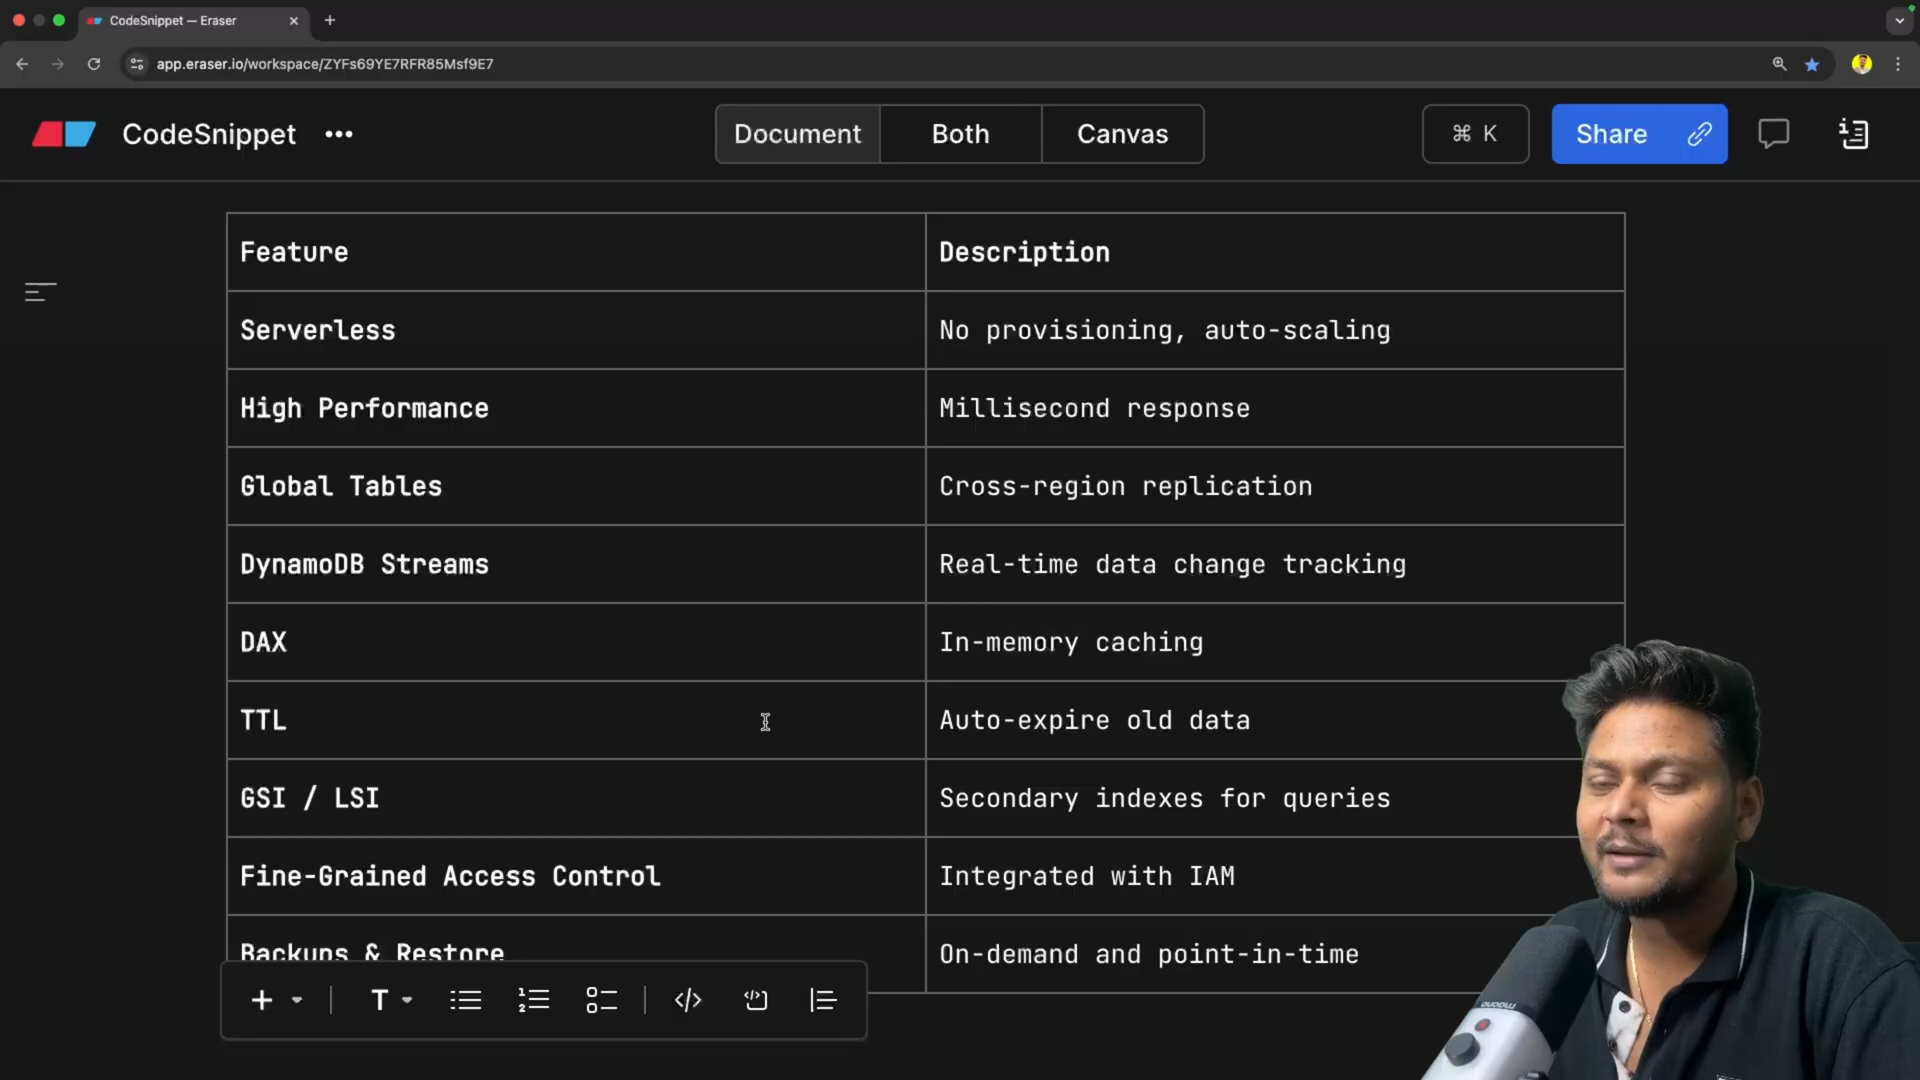 CodeSnippet — Eraser
app.eraser.io/workspace/ZYFs69YE7RFR85Msf9E7
CodeSnippet
Document Both Canvas
⌘ K
Share
Feature Description
Serverless No provisioning, auto-scaling
High Performance Millisecond response
Global Tables Cross-region replication
DynamoDB Streams Real-time data change tracking
DAX In-memory caching
TTL Auto-expire old data
GSI / LSI Secondary indexes for queries
Fine-Grained Access Control Integrated with IAM
Backups & Restore On-demand and point-in-time
T
maono